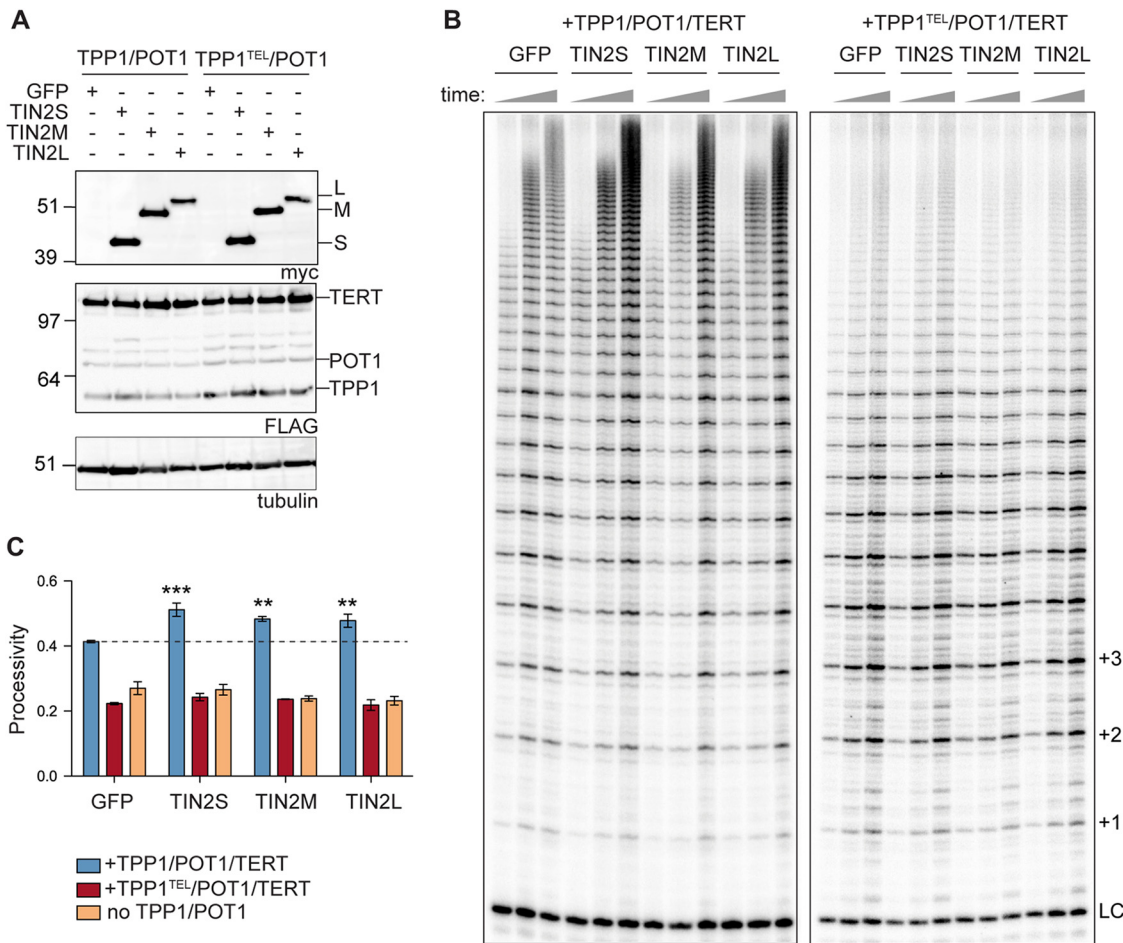 A
TPP1/POT1 TPP1TEL/POT1
GFP + - - - + - - -
TIN2S - + - - - + - -
TIN2M - - + - - - + -
TIN2L - - - + - - - +
L
51
M
S
39
myc
TERT
97
POT1
64
TPP1
FLAG
51
tubulin
B
+TPP1/POT1/TERT +TPP1TEL/POT1/TERT
GFP TIN2S TIN2M TIN2L GFP TIN2S TIN2M TIN2L
time:
+3
+2
+1
LC
C
Processivity
0.6
0.4
0.2
0.0
*** ** **
GFP TIN2S TIN2M TIN2L
+TPP1/POT1/TERT
+TPP1TEL/POT1/TERT
no TPP1/POT1